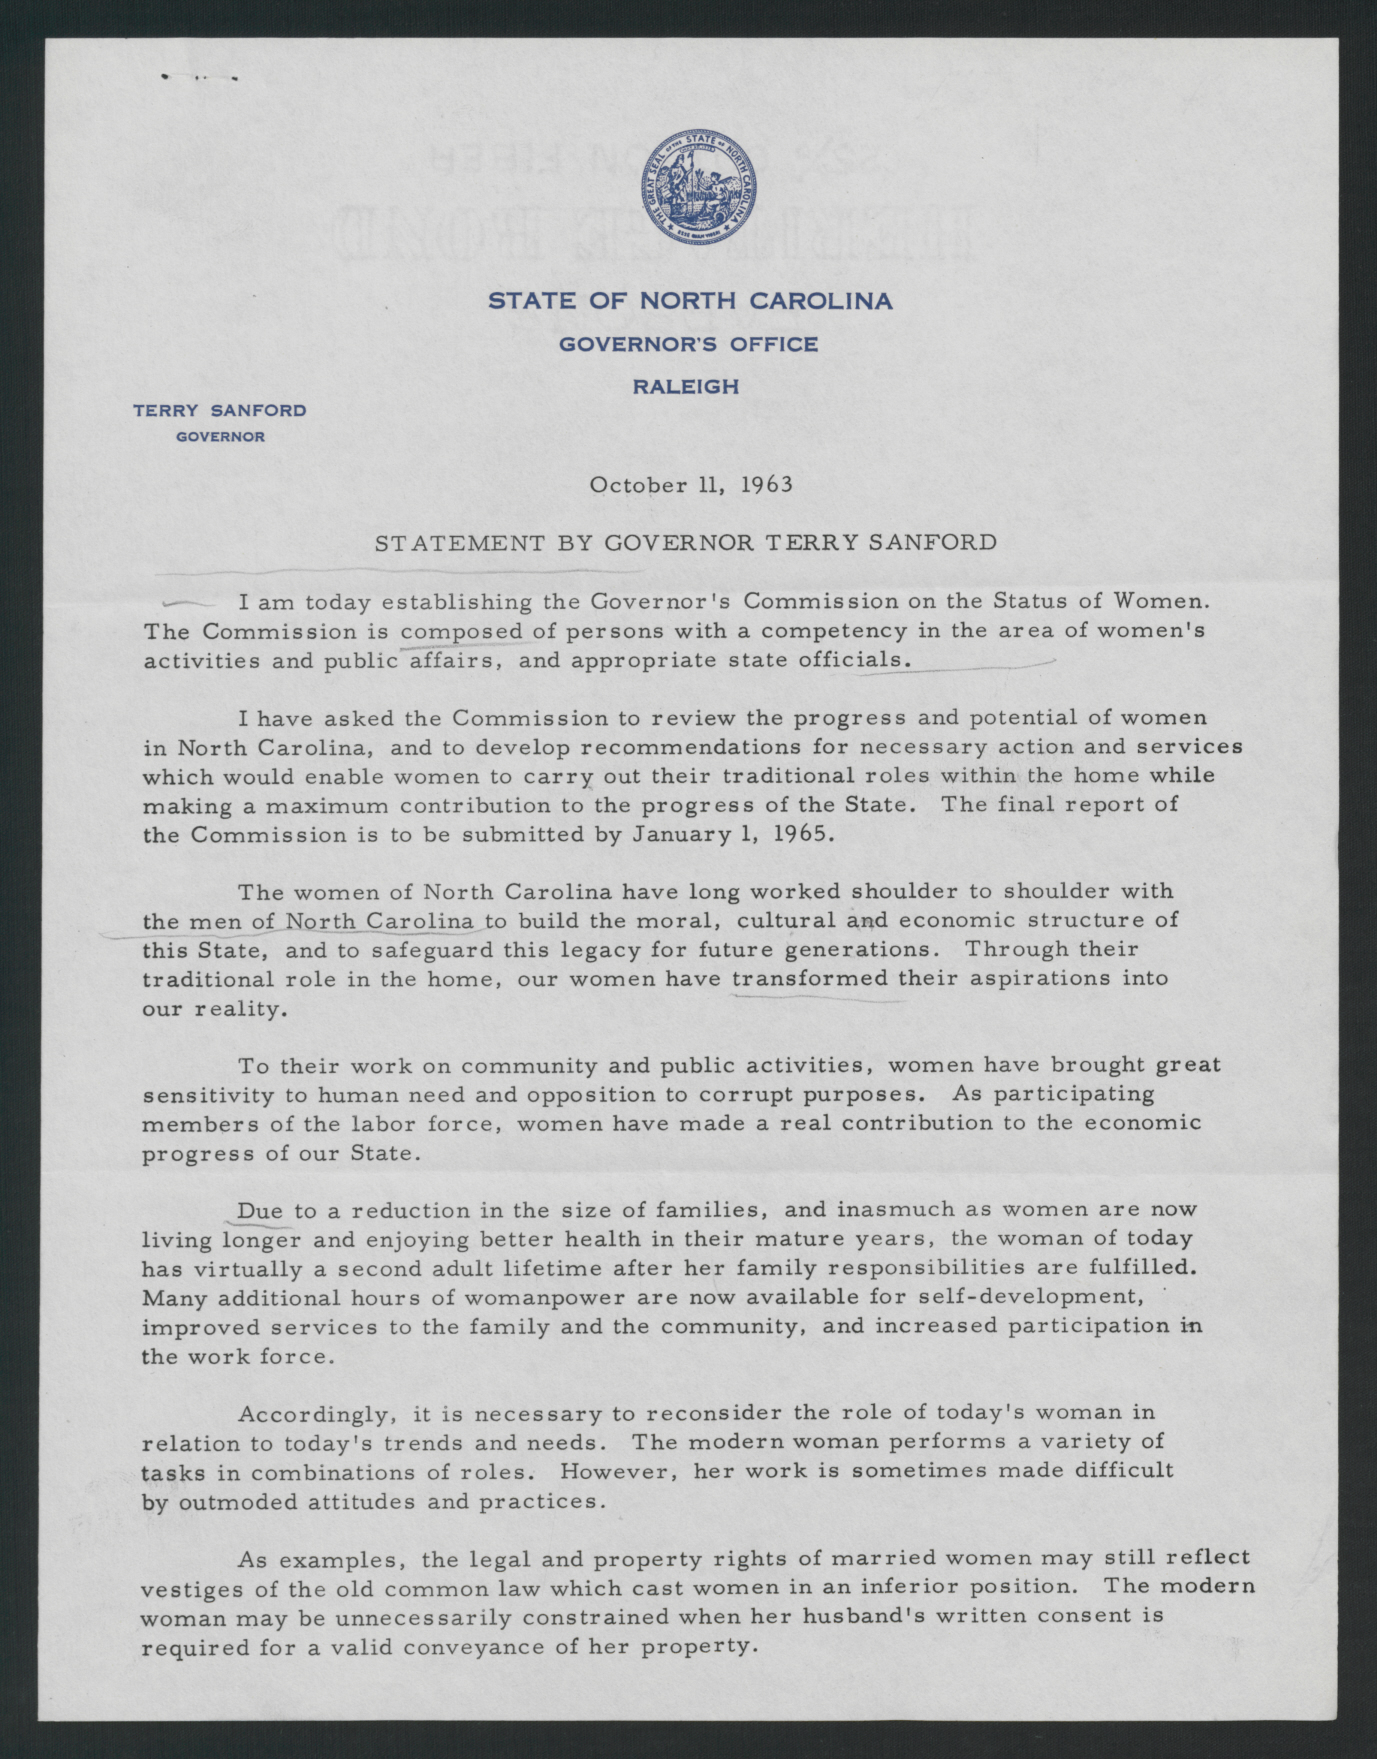 THE GREAT SEAL OF THE STATE OF NORTH CAROLINA
STATE OF NORTH CAROLINA
GOVERNOR'S OFFICE
RALEIGH
TERRY SANFORD
GOVERNOR
October 11, 1963
STATEMENT BY GOVERNOR TERRY SANFORD
I am today establishing the Governor's Commission on the Status of Women.
The Commission is composed of persons with a competency in the area of women's
activities and public affairs, and appropriate state officials.
I have asked the Commission to review the progress and potential of women
in North Carolina, and to develop recommendations for necessary action and services
which would enable women to carry out their traditional roles within the home while
making a maximum contribution to the progress of the State. The final report of
the Commission is to be submitted by January 1, 1965.
The women of North Carolina have long worked shoulder to shoulder with
the men of North Carolina to build the moral, cultural and economic structure of
this State, and to safeguard this legacy for future generations. Through their
traditional role in the home, our women have transformed their aspirations into
our reality.
To their work on community and public activities, women have brought great
sensitivity to human need and opposition to corrupt purposes. As participating
members of the labor force, women have made a real contribution to the economic
progress of our State.
Due to a reduction in the size of families, and inasmuch as women are now
living longer and enjoying better health in their mature years, the woman of today
has virtually a second adult lifetime after her family responsibilities are fulfilled.
Many additional hours of womanpower are now available for self-development,
improved services to the family and the community, and increased participation in
the work force.
Accordingly, it is necessary to reconsider the role of today's woman in
relation to today's trends and needs. The modern woman performs a variety of
tasks in combinations of roles. However, her work is sometimes made difficult
by outmoded attitudes and practices.
As examples, the legal and property rights of married women may still reflect
vestiges of the old common law which cast women in an inferior position. The modern
woman may be unnecessarily constrained when her husband's written consent is
required for a valid conveyance of her property.